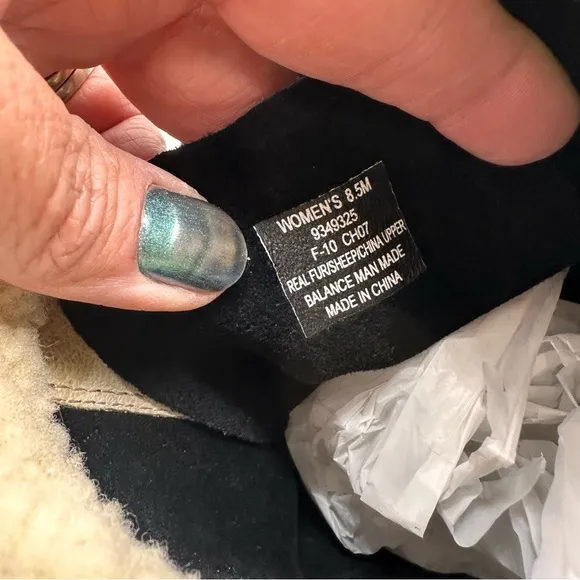 WOMEN'S 8.5M
9349325
F-10 CH07
REAL FUR/SHEEP/CHINA UPPER
BALANCE MAN MADE
MADE IN CHINA